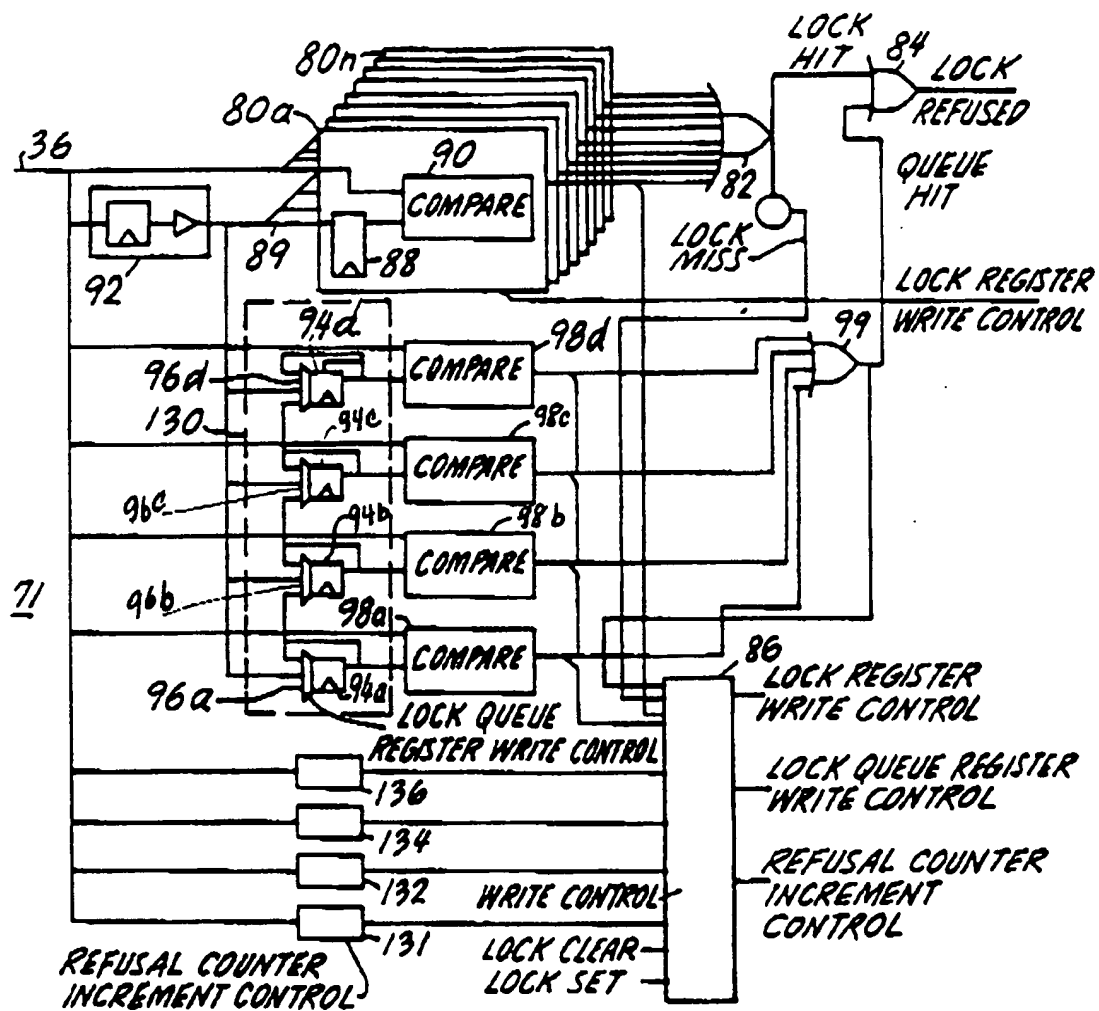 LOCK
HIT
84
LOCK
REFUSED
80n
80a
36
90
COMPARE
82
QUEUE
HIT
LOCK
MISS
89
88
92
LOCK REGISTER
WRITE CONTROL
94d
98d
COMPARE
99
96d
130
94c
98c
COMPARE
96c
94b
98b
COMPARE
96b
71
98a
COMPARE
86
96a
94a
LOCK QUEUE
REGISTER WRITE CONTROL
LOCK REGISTER
WRITE CONTROL
136
LOCK QUEUE REGISTER
WRITE CONTROL
134
132
WRITE CONTROL
REFUSAL COUNTER
INCREMENT
CONTROL
131
LOCK CLEAR
LOCK SET
REFUSAL COUNTER
INCREMENT CONTROL